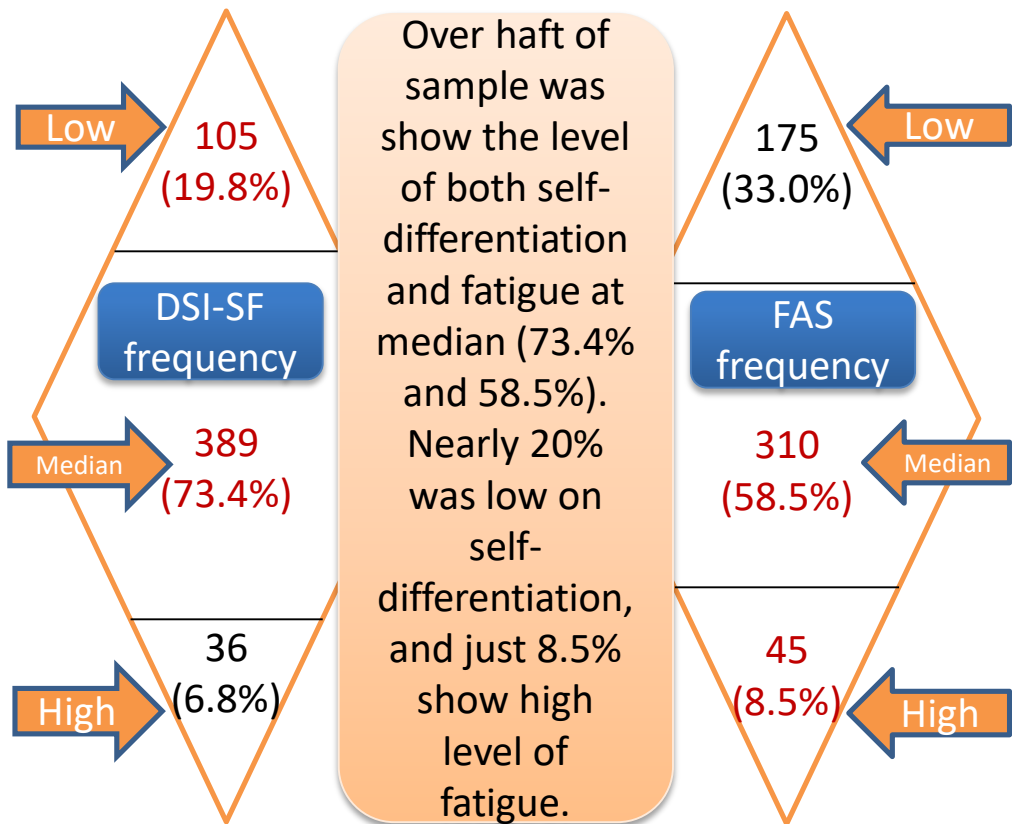 Low
105
(19.8%)
DSI-SF
frequency
Median
389
(73.4%)
High
36
(6.8%)
Over haft of
sample was
show the level
of both self-
differentiation
and fatigue at
median (73.4%
and 58.5%).
Nearly 20%
was low on
self-
differentiation,
and just 8.5%
show high
level of
fatigue.
Low
175
(33.0%)
FAS
frequency
Median
310
(58.5%)
High
45
(8.5%)